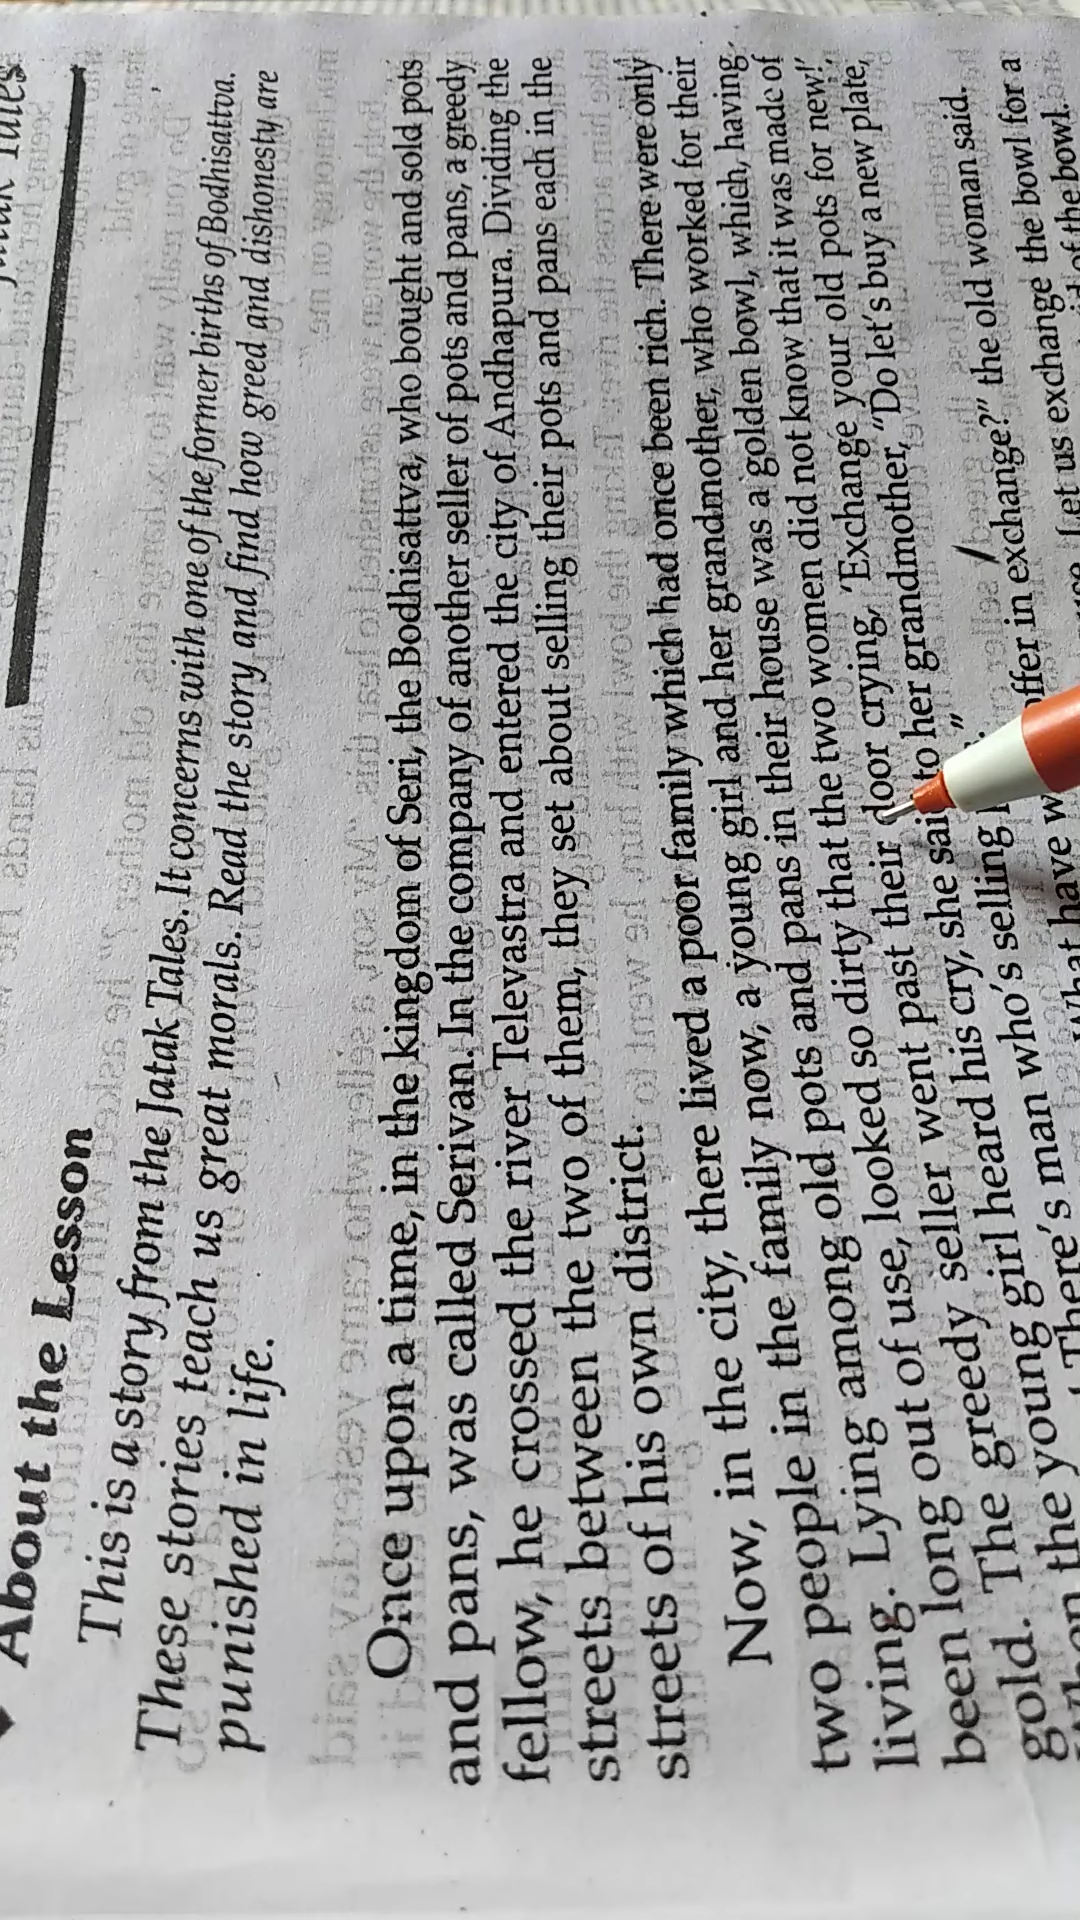 Tales
About the Lesson
This is a story from the Jatak Tales. It concerns with one of the former births of Bodhisattva.
These stories teach us great morals. Read the story and find how greed and dishonesty are
punished in life.
Once upon a time, in the kingdom of Seri, the Bodhisattva, who bought and sold pots
and pans, was called Serivan. In the company of another seller of pots and pans, a greedy
fellow, he crossed the river Televastra and entered the city of Andhapura. Dividing the
streets between the two of them, they set about selling their pots and pans each in the
streets of his own district.
Now, in the city, there lived a poor family which had once been rich. There were only
two people in the family now, a young girl and her grandmother, who worked for their
living. Lying among old pots and pans in their house was a golden bowl, which, having
been long out of use, looked so dirty that the two women did not know that it was made of
gold. The greedy seller went past their door crying, 'Exchange your old pots for new!',
When the young girl heard his cry, she said to her grandmother, "Do let's buy a new plate,
There's man who's selling
What have offer in exchange?" the old woman said.
Let us exchange the bowl for a
of the bowl.